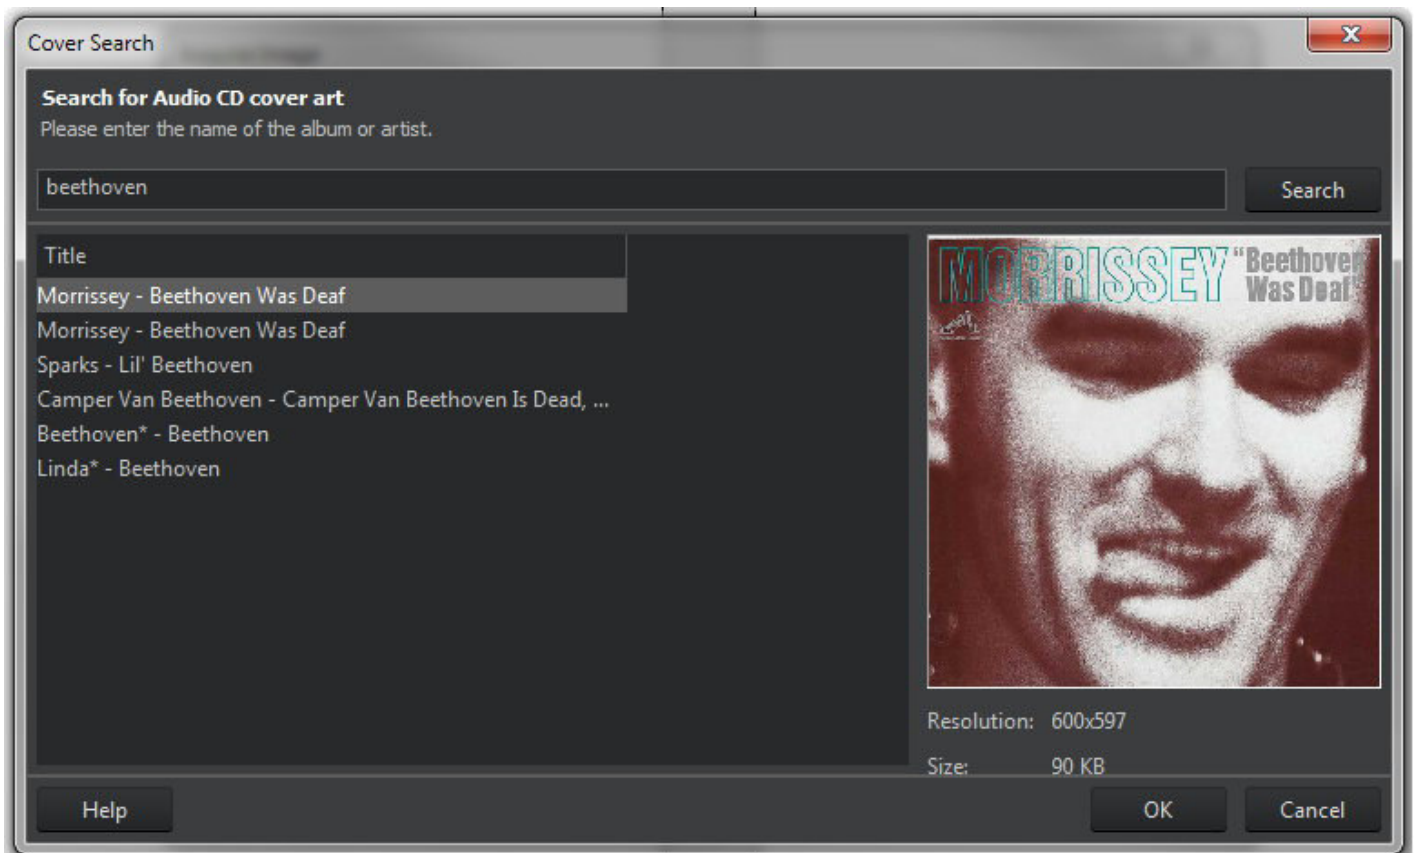 Cover Search
Search for Audio CD cover art
Please enter the name of the album or artist.
beethoven
Search
Title
Morrissey - Beethoven Was Deaf
Morrissey - Beethoven Was Deaf
Sparks - Lil' Beethoven
Camper Van Beethoven - Camper Van Beethoven Is Dead, ...
Beethoven* - Beethoven
Linda* - Beethoven
MORRISSEY "Beethoven
Was Deaf"
Resolution: 600x597
Size: 90 KB
Help
OK
Cancel